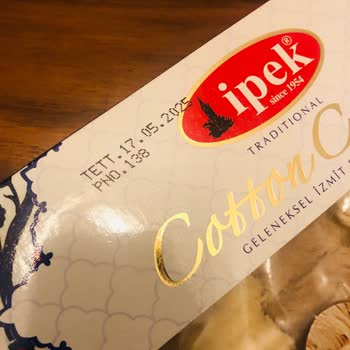 TETT.17.05.2025
PNO.138
ipek®
since 1954
TRADITIONAL
Cotton C
GELENEKSEL İZMİT